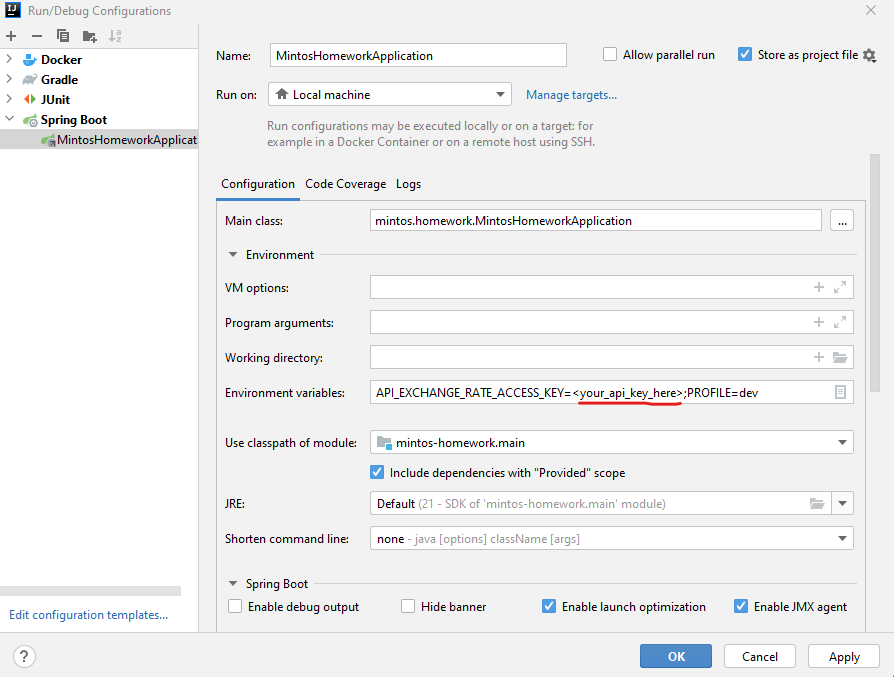 Run/Debug Configurations
Docker
Gradle
JUnit
Spring Boot
MintosHomeworkApplicat
Name: MintosHomeworkApplication Allow parallel run Store as project file
Run on: Local machine Manage targets...
Run configurations may be executed locally or on a target: for
example in a Docker Container or on a remote host using SSH.
Configuration Code Coverage Logs
Main class: mintos.homework.MintosHomeworkApplication ...
Environment
VM options:
Program arguments:
Working directory:
Environment variables: API_EXCHANGE_RATE_ACCESS_KEY=<your_api_key_here>;PROFILE=dev
Use classpath of module: mintos-homework.main
Include dependencies with "Provided" scope
JRE: Default (21 - SDK of 'mintos-homework.main' module)
Shorten command line: none - java [options] className [args]
Spring Boot
Enable debug output Hide banner Enable launch optimization Enable JMX agent
Edit configuration templates...
? OK Cancel Apply